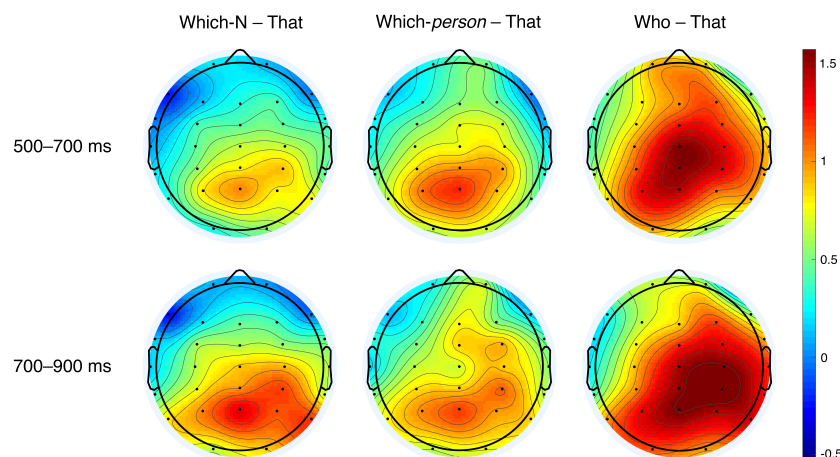 Which-N – That
Which-person – That
Who – That
500–700 ms
700–900 ms
1.5
1
0.5
0
-0.5